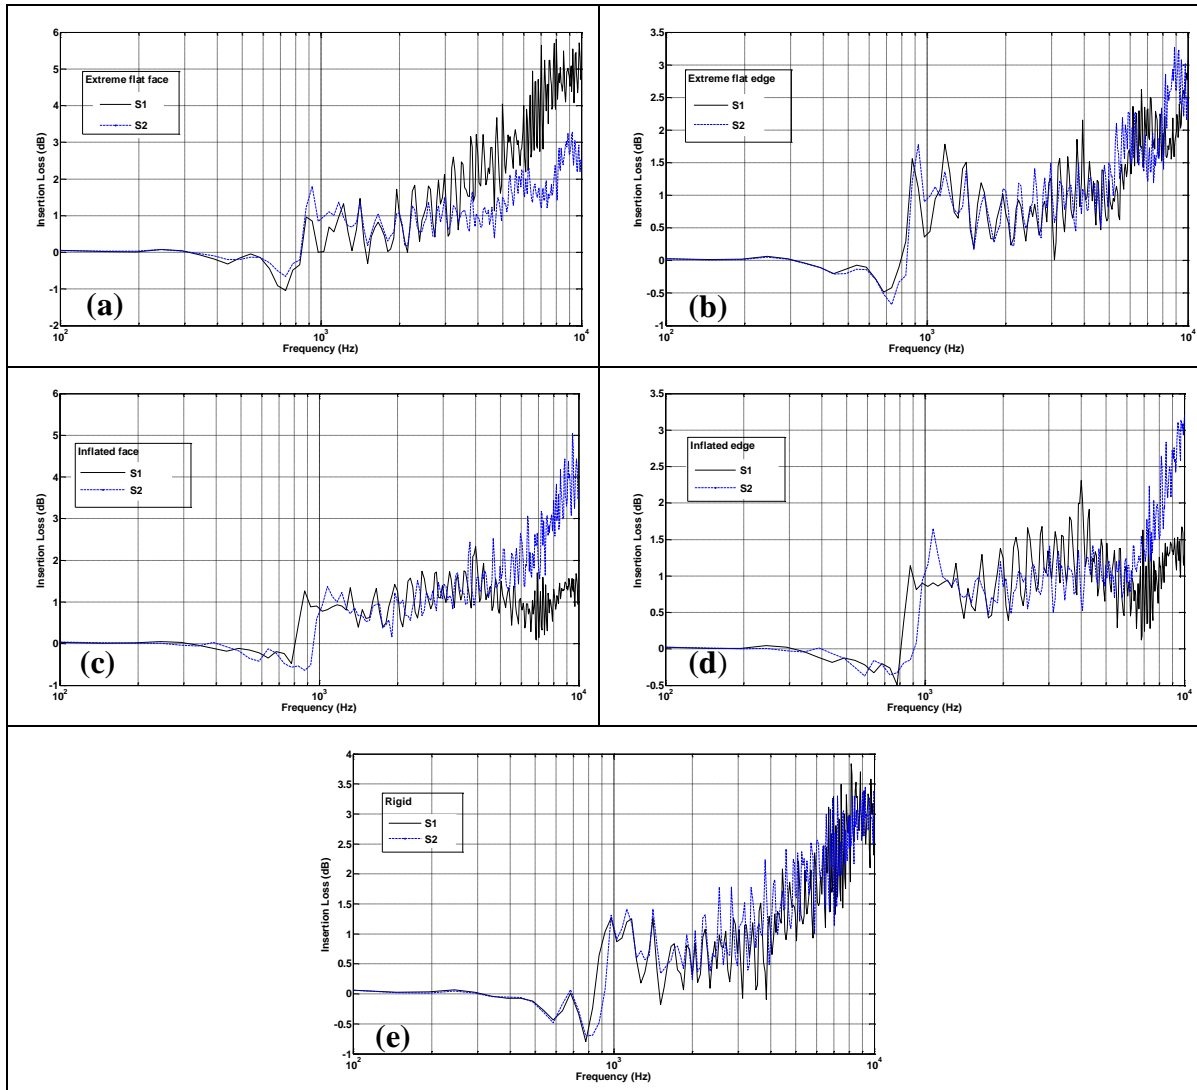 6
5
4
3
2
1
0
-1
-2
Insertion Loss (dB)
Extreme flat face
S1
S2
(a)
10^2
10^3
10^4
Frequency (Hz)
3.5
3
2.5
2
1.5
1
0.5
0
-0.5
-1
Insertion Loss (dB)
Extreme flat edge
S1
S2
(b)
10^2
10^3
10^4
Frequency (Hz)
6
5
4
3
2
1
0
-1
Insertion Loss (dB)
Inflated face
S1
S2
(c)
10^2
10^3
10^4
Frequency (Hz)
3.5
3
2.5
2
1.5
1
0.5
0
-0.5
Insertion Loss (dB)
Inflated edge
S1
S2
(d)
10^2
10^3
10^4
Frequency (Hz)
4
3.5
3
2.5
2
1.5
1
0.5
0
-0.5
-1
Insertion Loss (dB)
Rigid
S1
S2
(e)
10^2
10^3
10^4
Frequency (Hz)